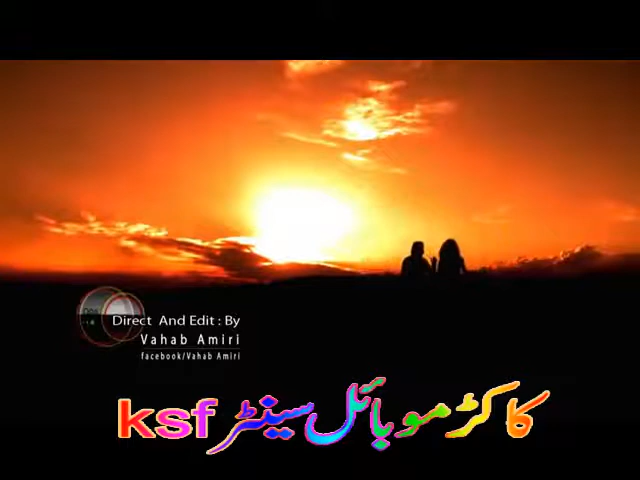 Direct And Edit : By
Vahab Amiri
facebook/Vahab Amiri
کاکڑ موبائل سینٹر ksf